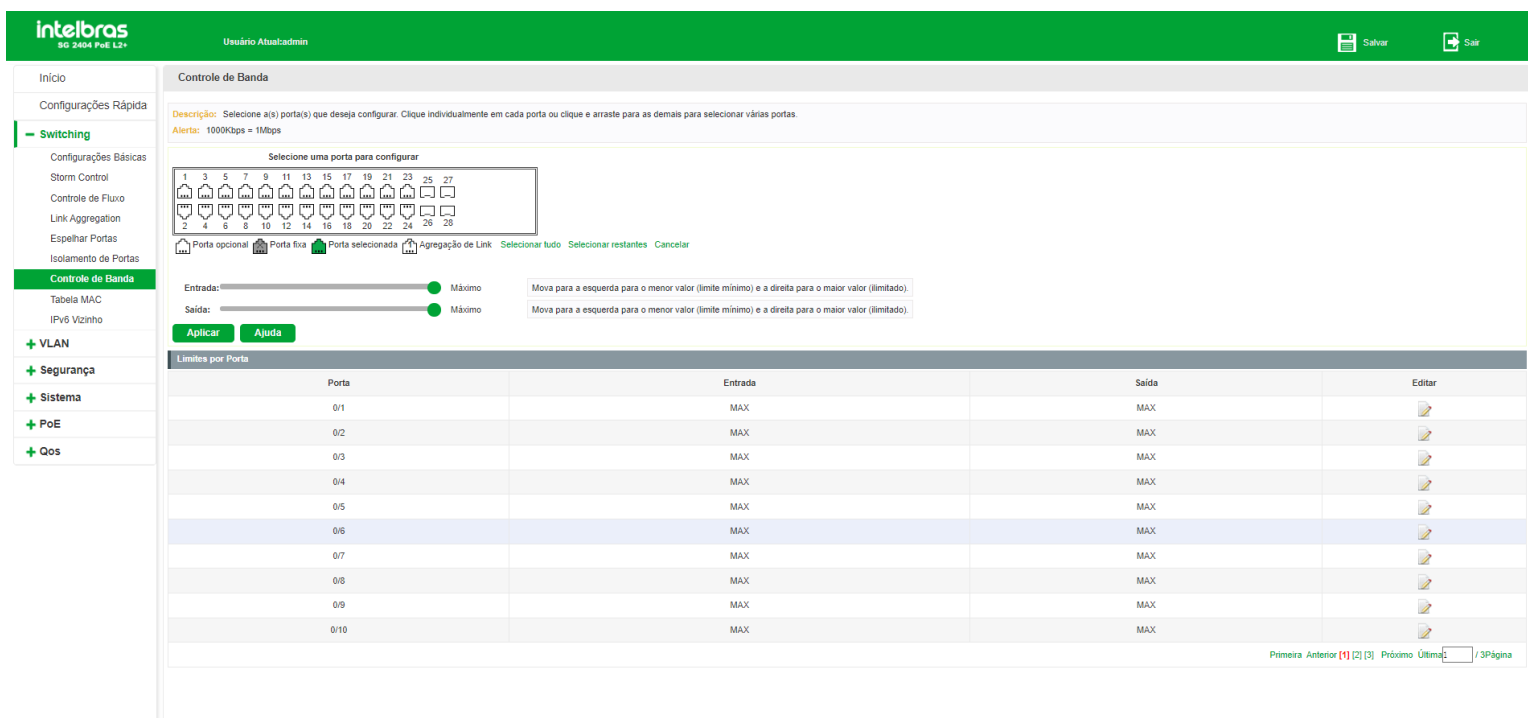 intelbras
SG 2404 PoE L2+
Usuário Atual:admin
Salvar
Sair
Início
Configurações Rápida
Switching
Configurações Básicas
Storm Control
Controle de Fluxo
Link Aggregation
Espelhar Portas
Isolamento de Portas
Controle de Banda
Tabela MAC
IPv6 Vizinho
VLAN
Segurança
Sistema
PoE
Qos
Controle de Banda
Descrição: Selecione a(s) porta(s) que deseja configurar. Clique individualmente em cada porta ou clique e arraste para as demais para selecionar várias portas.
Alerta: 1000Kbps = 1Mbps
Selecione uma porta para configurar
1 3 5 7 9 11 13 15 17 19 21 23 25 27
2 4 6 8 10 12 14 16 18 20 22 24 26 28
Porta opcional Porta fixa Porta selecionada Agregação de Link Selecionar tudo Selecionar restantes Cancelar
Entrada: Máximo Mova para a esquerda para o menor valor (limite mínimo) e a direita para o maior valor (ilimitado).
Saída: Máximo Mova para a esquerda para o menor valor (limite mínimo) e a direita para o maior valor (ilimitado).
Aplicar Ajuda
Limites por Porta
Porta Entrada Saída Editar
0/1 MAX MAX
0/2 MAX MAX
0/3 MAX MAX
0/4 MAX MAX
0/5 MAX MAX
0/6 MAX MAX
0/7 MAX MAX
0/8 MAX MAX
0/9 MAX MAX
0/10 MAX MAX
Primeira Anterior [1] [2] [3] Próximo Última 1 / 3Página